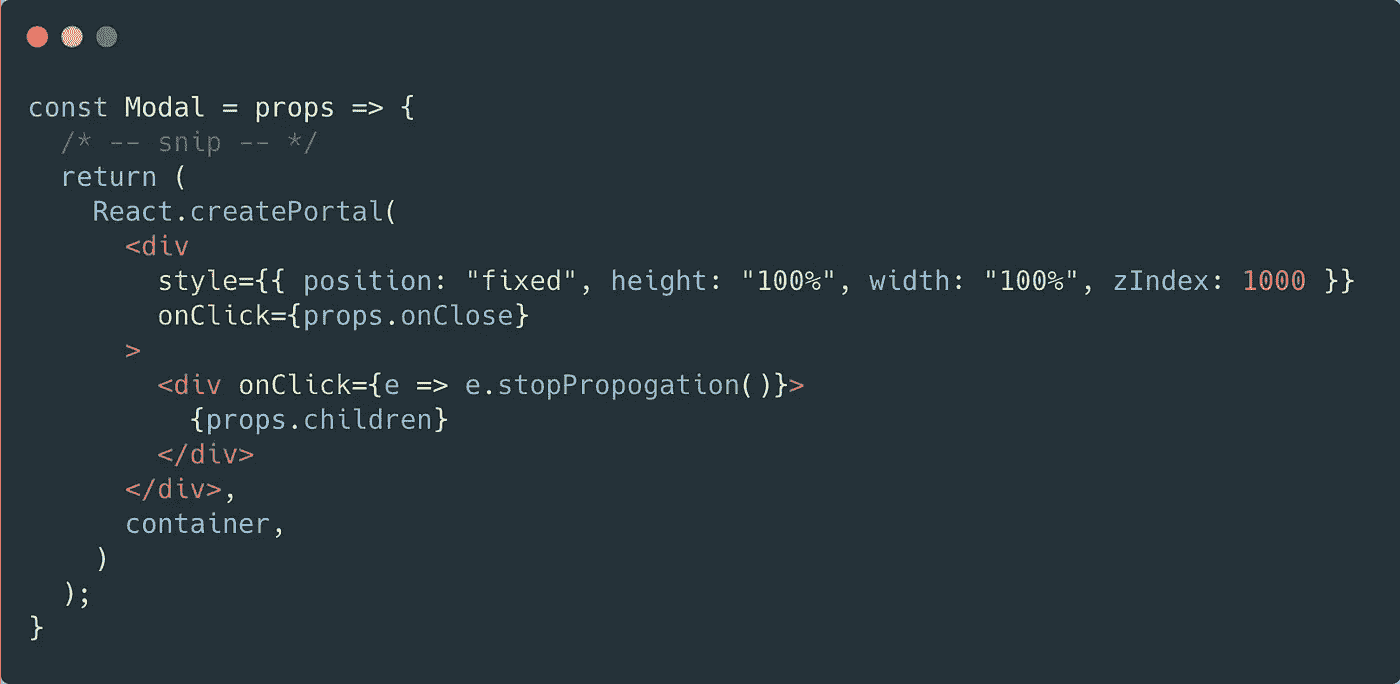 const Modal = props => {
  /* -- snip -- */
  return (
    React.createPortal(
      <div
        style={{ position: "fixed", height: "100%", width: "100%", zIndex: 1000 }}
        onClick={props.onClose}
      >
        <div onClick={e => e.stopPropogation()}>
          {props.children}
        </div>
      </div>,
      container,
    )
  );
}